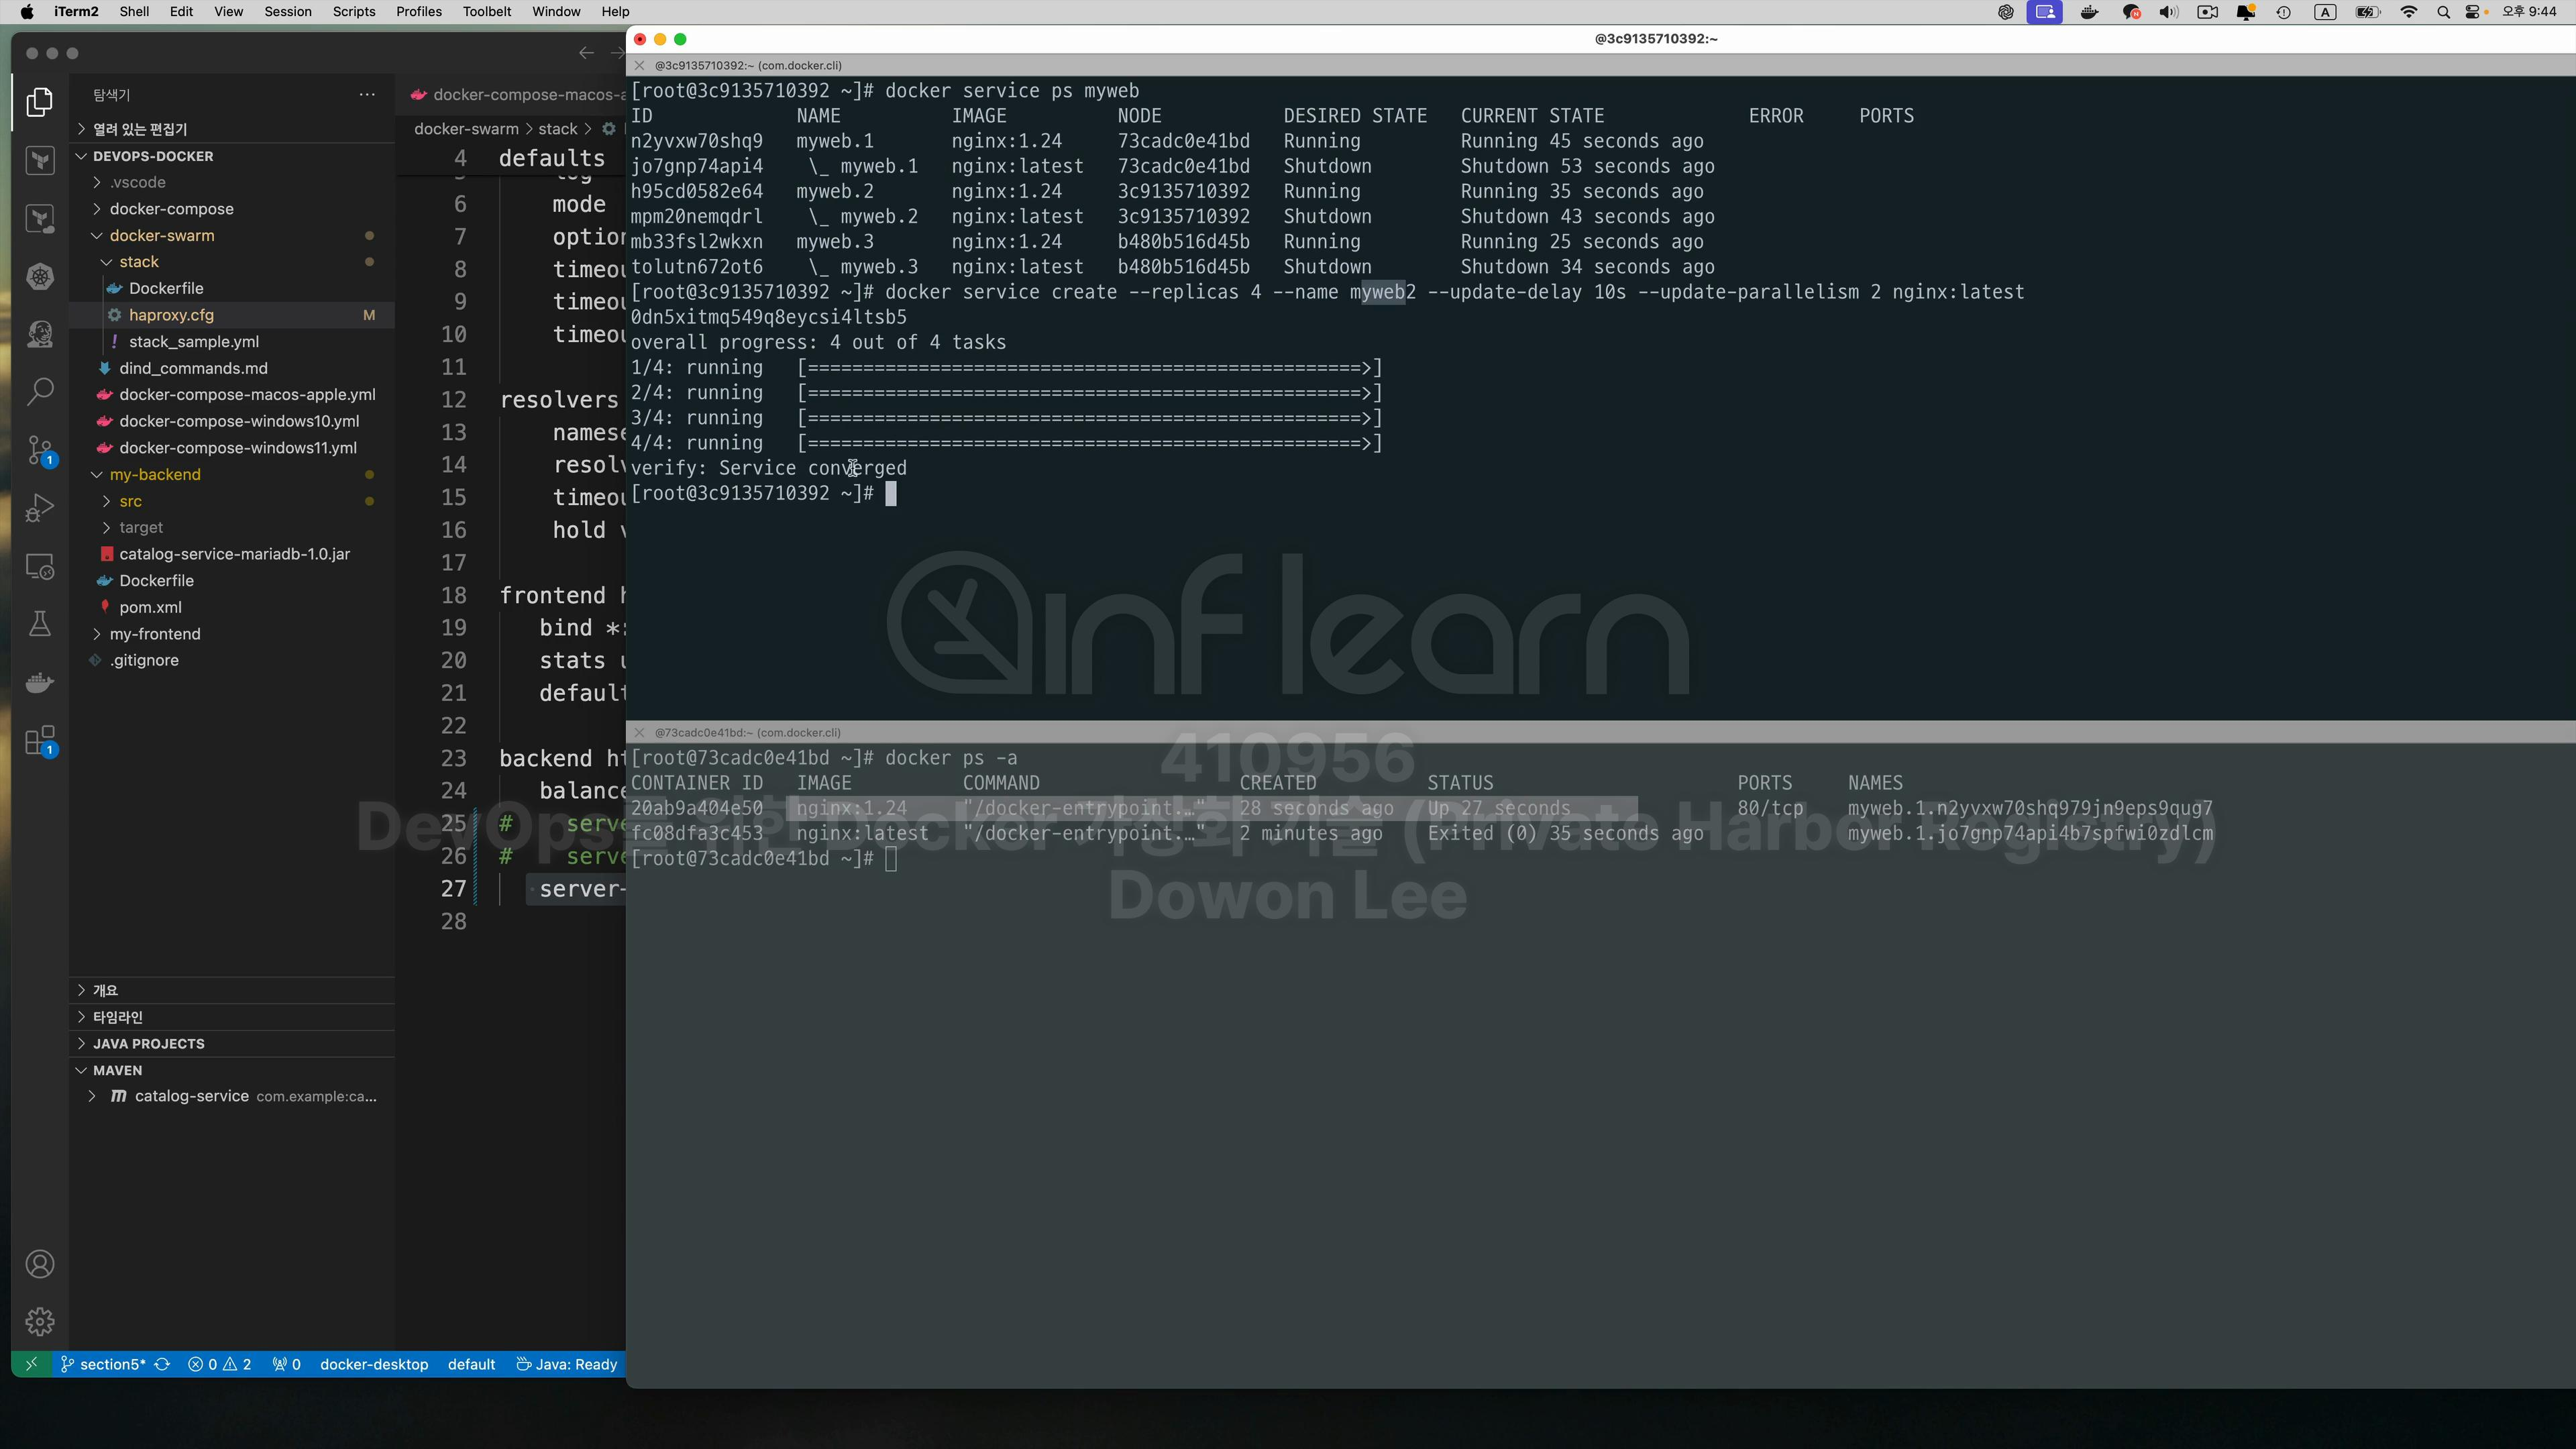 iTerm2 Shell Edit View Session Scripts Profiles Toolbelt Window Help
A 오후 9:44
탐색기 ...
열려 있는 편집기
DEVOPS-DOCKER
.vscode
docker-compose
docker-swarm
stack
Dockerfile
haproxy.cfg M
! stack_sample.yml
dind_commands.md
docker-compose-macos-apple.yml
docker-compose-windows10.yml
1
docker-compose-windows11.yml
my-backend
src
target
catalog-service-mariadb-1.0.jar
Dockerfile
pom.xml
my-frontend
.gitignore
1
개요
타임라인
JAVA PROJECTS
MAVEN
catalog-service com.example:ca...
section5* 0 2 0 docker-desktop default Java: Ready
docker-compose-macos-a
docker-swarm > stack >
4 defaults
log
6 mode
7 option
8 timeou
9 timeou
10 timeou
11
12 resolvers
13 namese
14 resolv
15 timeou
16 hold v
17
18 frontend h
19 bind *:
20 stats u
21 default
22
23 backend ht
24 balance
25 # serve
26 # serve
27 server-
28
@3c9135710392:~
@3c9135710392:~ (com.docker.cli)
[root@3c9135710392 ~]# docker service ps myweb
ID NAME IMAGE NODE DESIRED STATE CURRENT STATE ERROR PORTS
n2yvxw70shq9 myweb.1 nginx:1.24 73cadc0e41bd Running Running 45 seconds ago
jo7gnp74api4 \_ myweb.1 nginx:latest 73cadc0e41bd Shutdown Shutdown 53 seconds ago
h95cd0582e64 myweb.2 nginx:1.24 3c9135710392 Running Running 35 seconds ago
mpm20nemqdrl \_ myweb.2 nginx:latest 3c9135710392 Shutdown Shutdown 43 seconds ago
mb33fsl2wkxn myweb.3 nginx:1.24 b480b516d45b Running Running 25 seconds ago
tolutn672ot6 \_ myweb.3 nginx:latest b480b516d45b Shutdown Shutdown 34 seconds ago
[root@3c9135710392 ~]# docker service create --replicas 4 --name myweb2 --update-delay 10s --update-parallelism 2 nginx:latest
0dn5xitmq549q8eycsi4ltsb5
overall progress: 4 out of 4 tasks
1/4: running [==================================================>]
2/4: running [==================================================>]
3/4: running [==================================================>]
4/4: running [==================================================>]
verify: Service converged
[root@3c9135710392 ~]#
inflearn
@73cadc0e41bd:~ (com.docker.cli)
[root@73cadc0e41bd ~]# docker ps -a
CONTAINER ID IMAGE COMMAND CREATED STATUS PORTS NAMES
20ab9a404e50 nginx:1.24 "/docker-entrypoint.…" 28 seconds ago Up 27 seconds 80/tcp myweb.1.n2yvxw70shq979jn9eps9qug7
fc08dfa3c453 nginx:latest "/docker-entrypoint.…" 2 minutes ago Exited (0) 35 seconds ago myweb.1.jo7gnp74api4b7spfwi0zdlcm
[root@73cadc0e41bd ~]#
410956
DevOps를 위한 Docker 가상화 기술 (Private Harbor Registry)
Dowon Lee